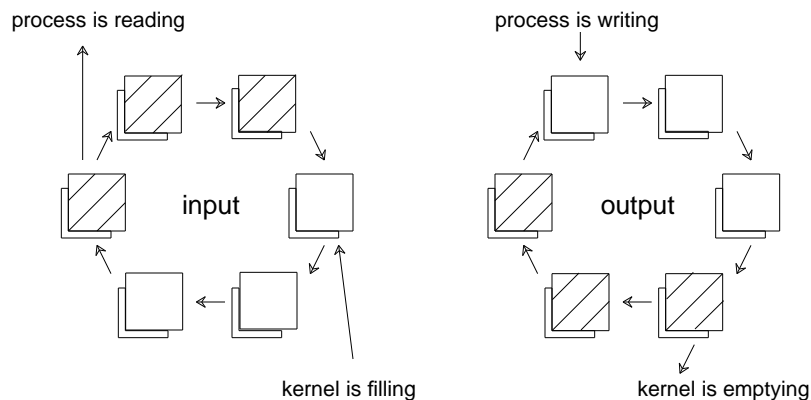 process is reading
process is writing
input
output
kernel is filling
kernel is emptying